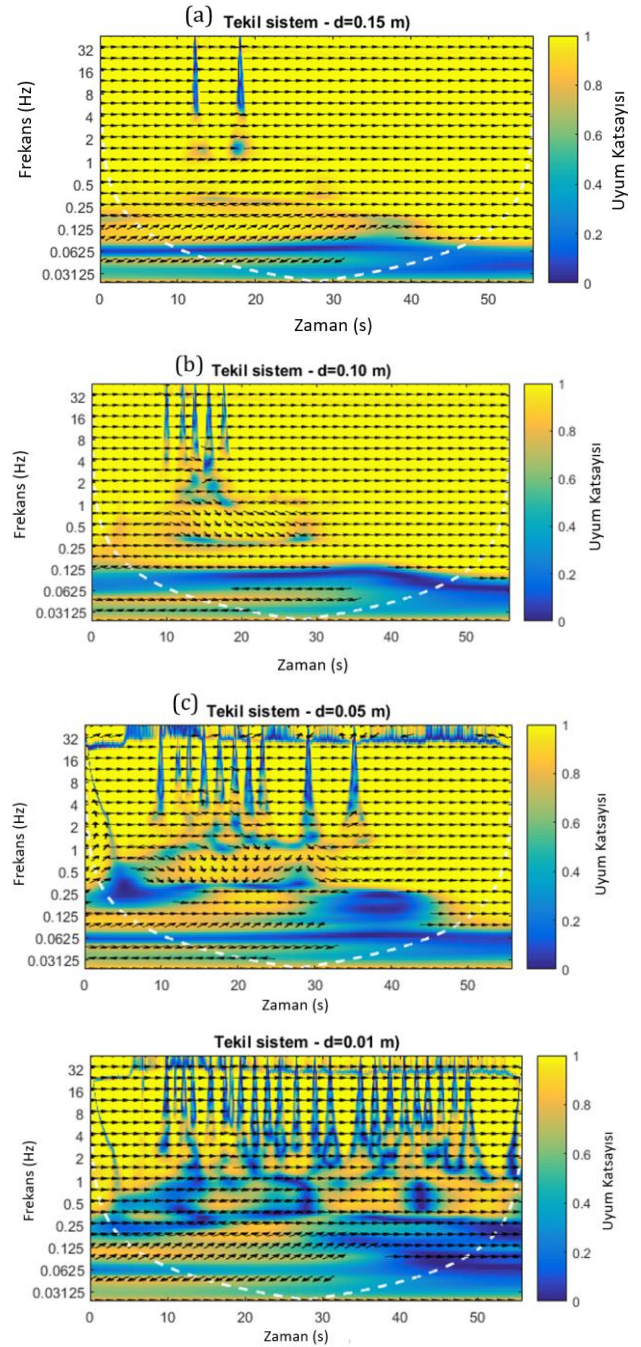 (a)
Tekil sistem - d=0.15 m)
Frekans (Hz)
32
16
8
4
2
1
0.5
0.25
0.125
0.0625
0.03125
0 10 20 30 40 50
Zaman (s)
1
0.8
0.6
0.4
0.2
0
Uyum Katsayısı
(b)
Tekil sistem - d=0.10 m)
Frekans (Hz)
32
16
8
4
2
1
0.5
0.25
0.125
0.0625
0.03125
0 10 20 30 40 50
Zaman (s)
1
0.8
0.6
0.4
0.2
0
Uyum Katsayısı
(c)
Tekil sistem - d=0.05 m)
Frekans (Hz)
32
16
8
4
2
1
0.5
0.25
0.125
0.0625
0.03125
0 10 20 30 40 50
Zaman (s)
1
0.8
0.6
0.4
0.2
0
Uyum Katsayısı
Tekil sistem - d=0.01 m)
Frekans (Hz)
32
16
8
4
2
1
0.5
0.25
0.125
0.0625
0.03125
0 10 20 30 40 50
Zaman (s)
1
0.8
0.6
0.4
0.2
0
Uyum Katsayısı